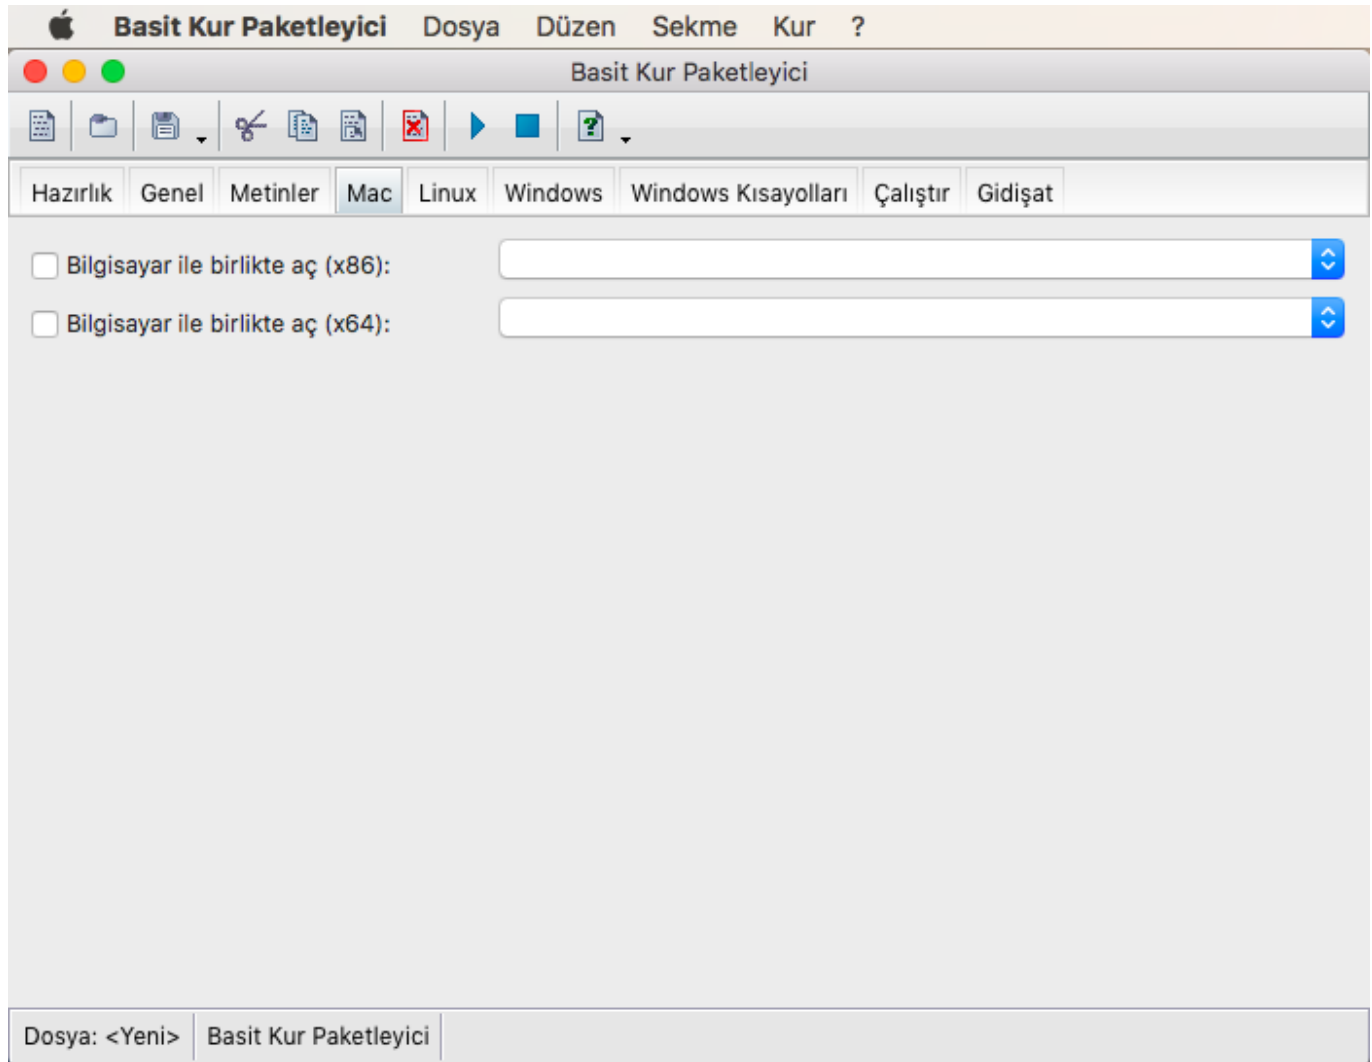 Basit Kur Paketleyici Dosya Düzen Sekme Kur ?
Basit Kur Paketleyici
Hazırlık Genel Metinler Mac Linux Windows Windows Kısayolları Çalıştır Gidişat
Bilgisayar ile birlikte aç (x86):
Bilgisayar ile birlikte aç (x64):
Dosya: <Yeni> Basit Kur Paketleyici